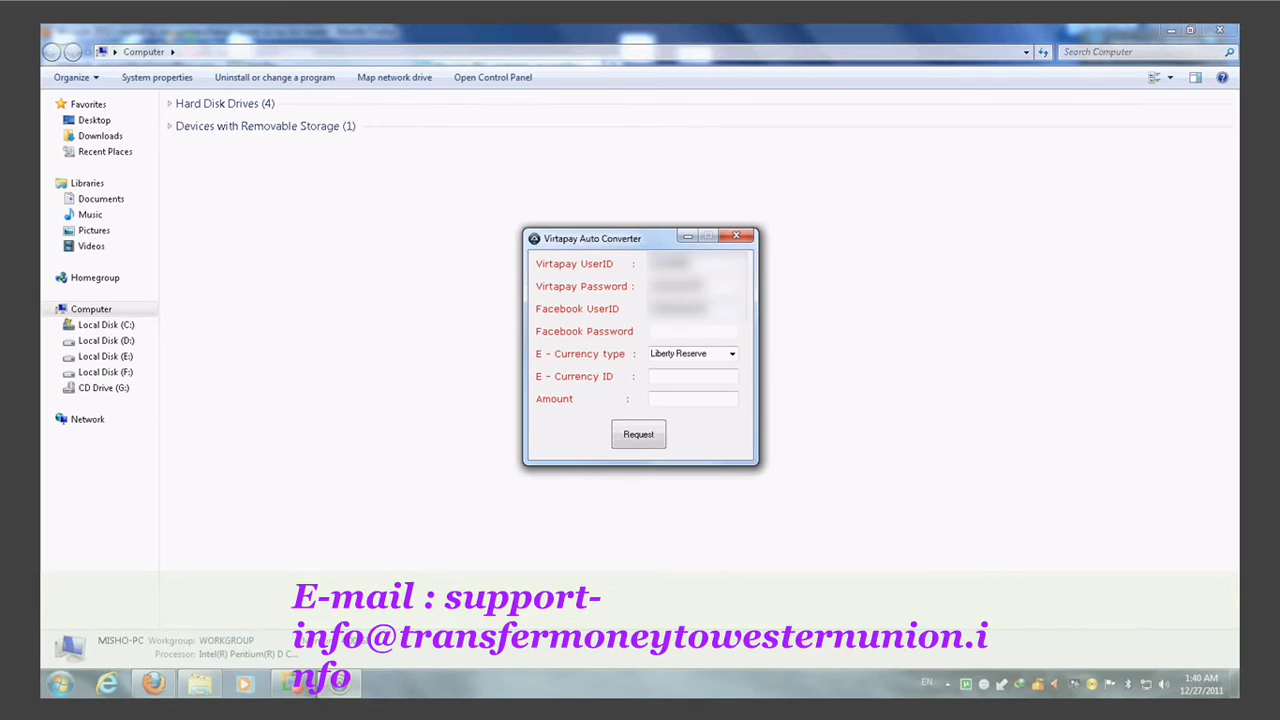 Computer
Search Computer
Organize
System properties
Uninstall or change a program
Map network drive
Open Control Panel
Favorites
Desktop
Downloads
Recent Places
Libraries
Documents
Music
Pictures
Videos
Homegroup
Computer
Local Disk (C:)
Local Disk (D:)
Local Disk (E:)
Local Disk (F:)
CD Drive (G:)
Network
Hard Disk Drives (4)
Devices with Removable Storage (1)
Virtapay Auto Converter
Virtapay UserID :
Virtapay Password :
Facebook UserID
Facebook Password
E - Currency type : Liberty Reserve
E - Currency ID :
Amount :
Request
E-mail : support-
info@transfermoneytowesternunion.i
nfo
MISHO-PC Workgroup: WORKGROUP
Processor: Intel(R) Pentium(R) D C...
EN
1:40 AM
12/27/2011